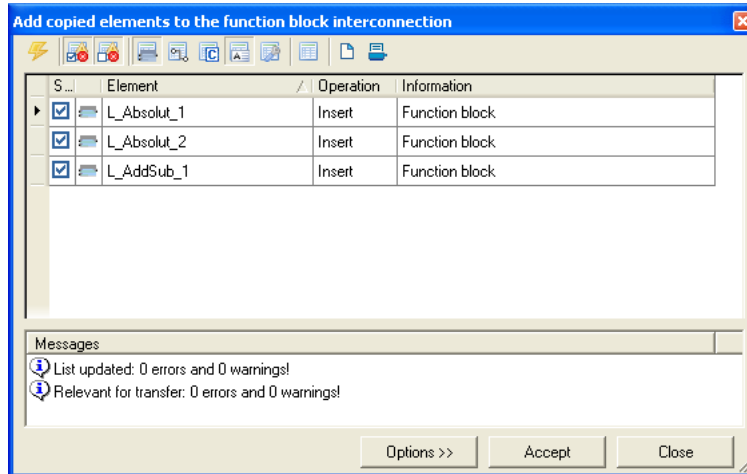 Add copied elements to the function block interconnection
S... Element / Operation Information
L_Absolut_1 Insert Function block
L_Absolut_2 Insert Function block
L_AddSub_1 Insert Function block
Messages
List updated: 0 errors and 0 warnings!
Relevant for transfer: 0 errors and 0 warnings!
Options >> Accept Close